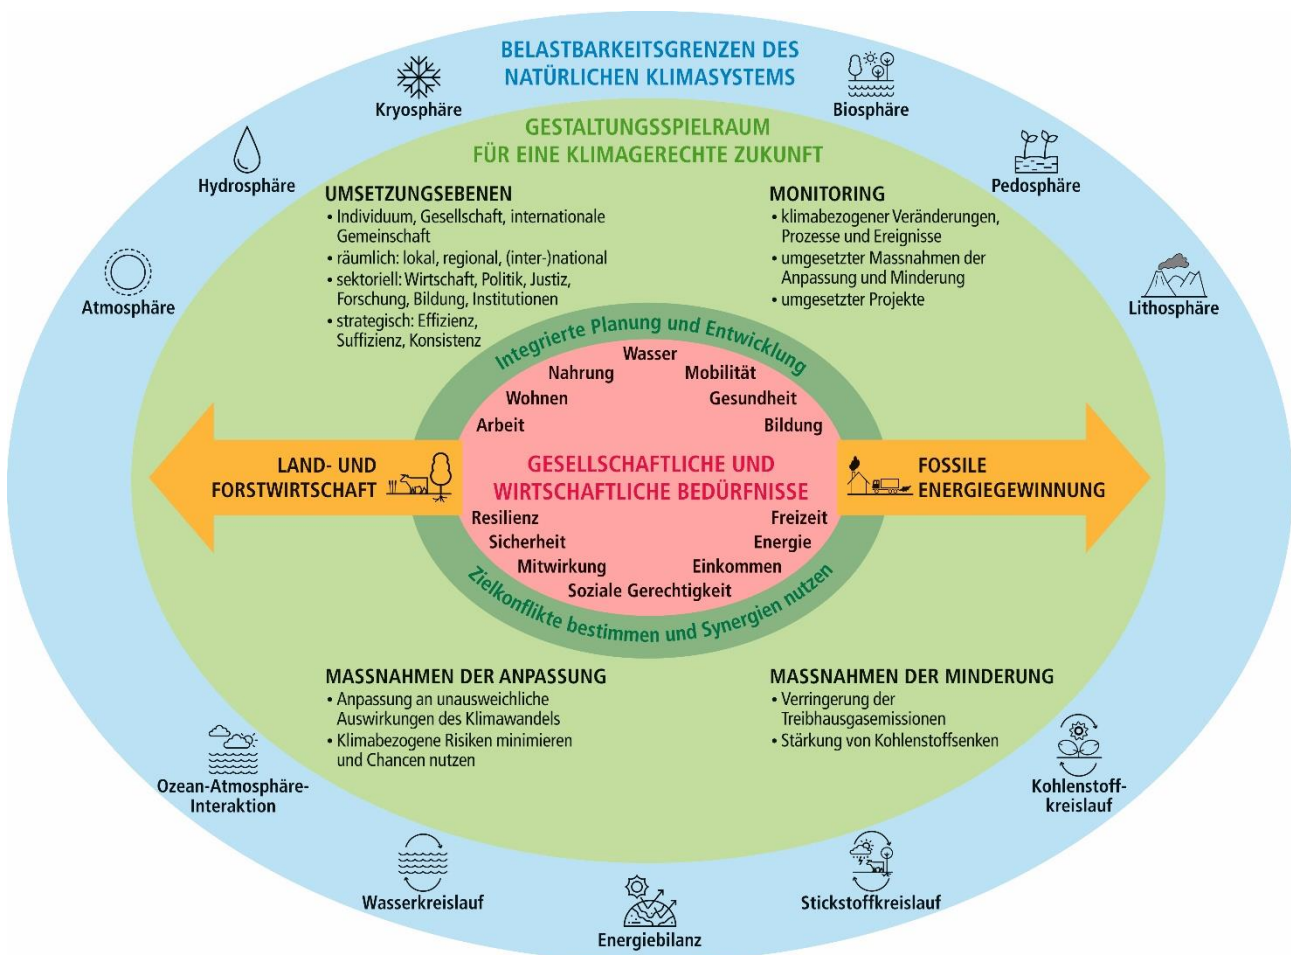 BELASTBARKEITSGRENZEN DES
NATÜRLICHEN KLIMASYSTEMS
Kryosphäre
Biosphäre
Hydrosphäre
Pedosphäre
Atmosphäre
Lithosphäre
GESTALTUNGSSPIELRAUM
FÜR EINE KLIMAGERECHTE ZUKUNFT
UMSETZUNGSEBENEN
• Individuum, Gesellschaft, internationale
Gemeinschaft
• räumlich: lokal, regional, (inter-)national
• sektoriell: Wirtschaft, Politik, Justiz,
Forschung, Bildung, Institutionen
• strategisch: Effizienz,
Suffizienz, Konsistenz
MONITORING
• klimabezogener Veränderungen,
Prozesse und Ereignisse
• umgesetzter Massnahmen der
Anpassung und Minderung
• umgesetzter Projekte
Integrierte Planung und Entwicklung
Wasser
Nahrung
Mobilität
Wohnen
Gesundheit
Arbeit
Bildung
LAND- UND
FORSTWIRTSCHAFT
GESELLSCHAFTLICHE UND
WIRTSCHAFTLICHE BEDÜRFNISSE
FOSSILE
ENERGIEGEWINNUNG
Resilienz
Freizeit
Sicherheit
Energie
Mitwirkung
Einkommen
Soziale Gerechtigkeit
Zielkonflikte bestimmen und Synergien nutzen
MASSNAHMEN DER ANPASSUNG
• Anpassung an unausweichliche
Auswirkungen des Klimawandels
• Klimabezogene Risiken minimieren
und Chancen nutzen
MASSNAHMEN DER MINDERUNG
• Verringerung der
Treibhausgasemissionen
• Stärkung von Kohlenstoffsenken
Ozean-Atmosphäre-
Interaktion
Kohlenstoff-
kreislauf
Wasserkreislauf
Stickstoffkreislauf
Energiebilanz